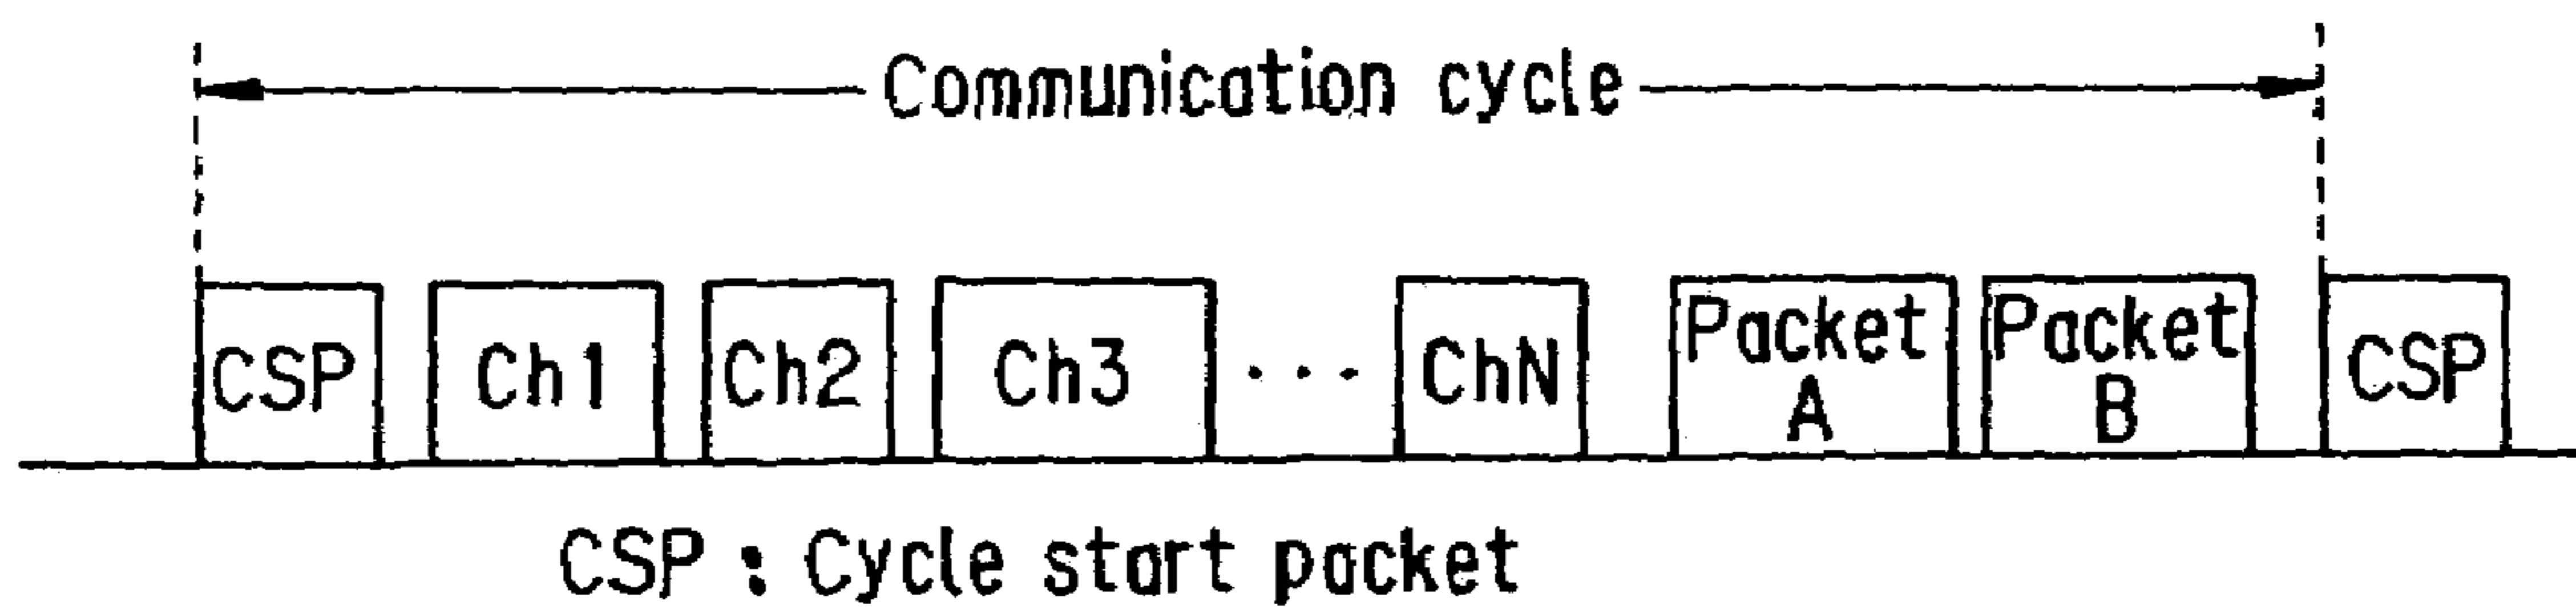 Communication cycle
CSP Ch1 Ch2 Ch3 ... ChN Packet A Packet B CSP
CSP : Cycle start packet